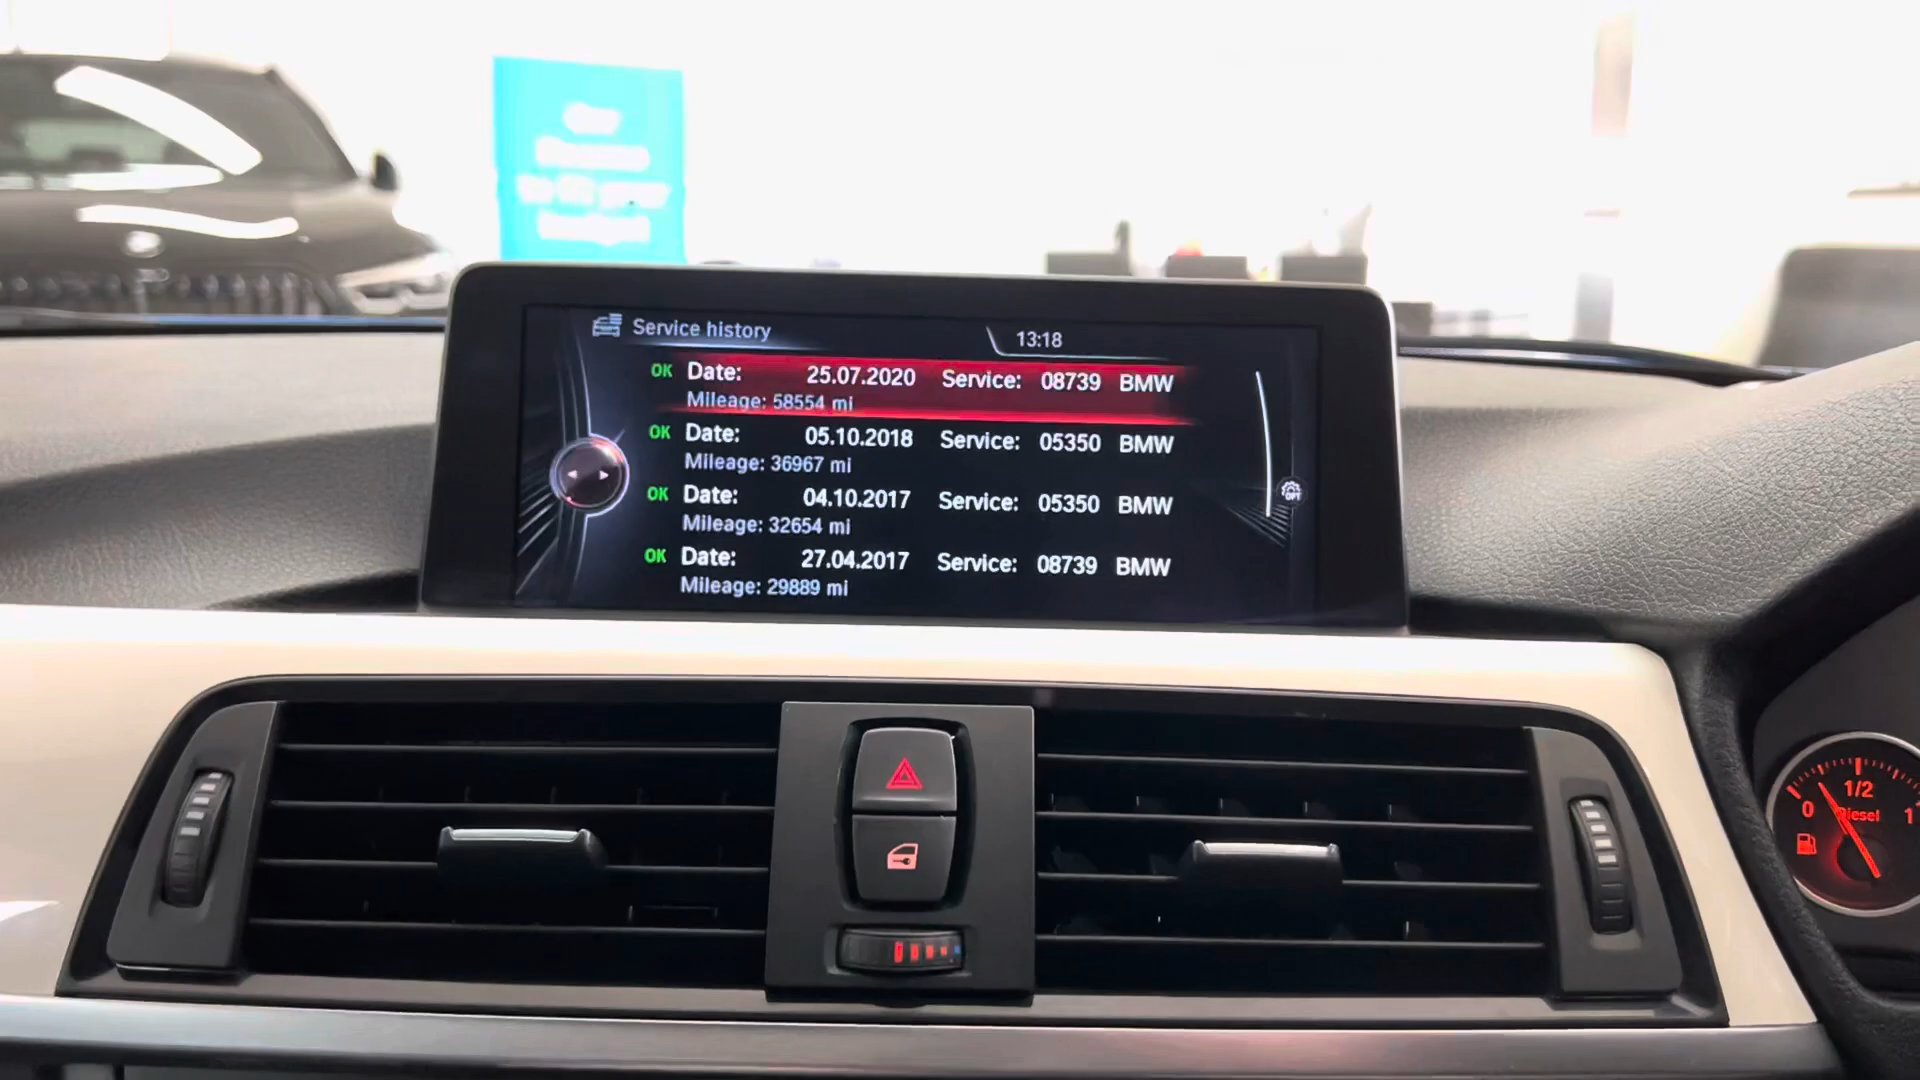 Service history
13:18
OK Date: 25.07.2020 Service: 08739 BMW
Mileage: 58554 mi
OK Date: 05.10.2018 Service: 05350 BMW
Mileage: 36967 mi
OK Date: 04.10.2017 Service: 05350 BMW
Mileage: 32654 mi
OK Date: 27.04.2017 Service: 08739 BMW
Mileage: 29889 mi
OPT
0 1/2 1
Diesel